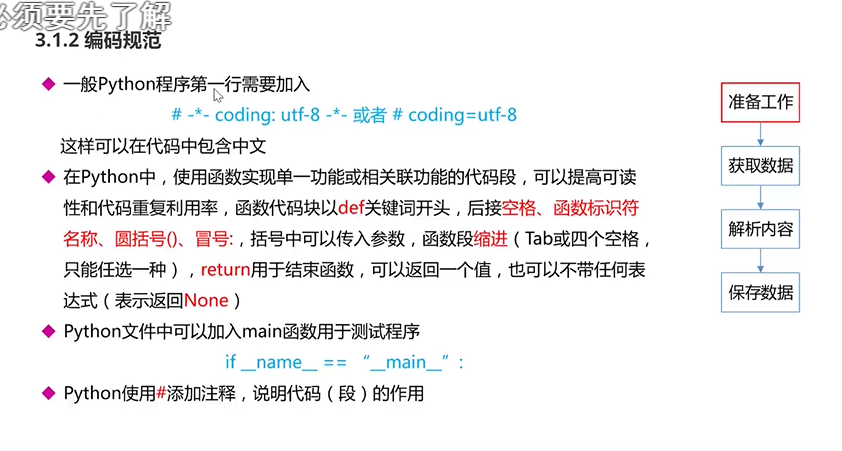 必须要先了解
3.1.2 编码规范
◆ 一般Python程序第一行需要加入
# -*- coding: utf-8 -*- 或者 # coding=utf-8
这样可以在代码中包含中文
◆ 在Python中，使用函数实现单一功能或相关联功能的代码段，可以提高可读
性和代码重复利用率，函数代码块以def关键词开头，后接空格、函数标识符
名称、圆括号()、冒号:，括号中可以传入参数，函数段缩进（Tab或四个空格，
只能任选一种），return用于结束函数，可以返回一个值，也可以不带任何表
达式（表示返回None）
◆ Python文件中可以加入main函数用于测试程序
if __name__ == “__main__”:
◆ Python使用#添加注释，说明代码（段）的作用
准备工作
获取数据
解析内容
保存数据